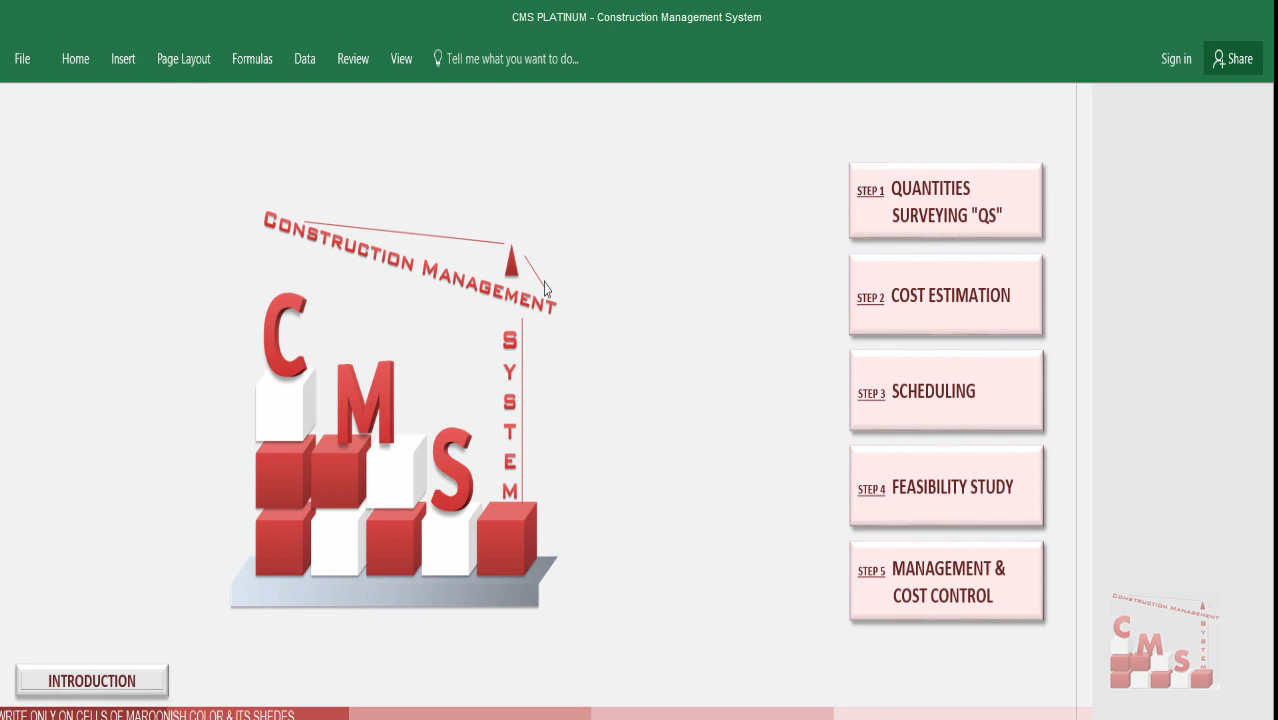 CMS PLATINUM - Construction Management System
File Home Insert Page Layout Formulas Data Review View Tell me what you want to do... Sign in Share
CONSTRUCTION MANAGEMENT
SYSTEM
C
M
S
STEP 1 QUANTITIES
SURVEYING "QS"
STEP 2 COST ESTIMATION
STEP 3 SCHEDULING
STEP 4 FEASIBILITY STUDY
STEP 5 MANAGEMENT &
COST CONTROL
CONSTRUCTION MANAGEMENT
SYSTEM
C
M
S
INTRODUCTION
WRITE ONLY ON CELLS OF MAROONISH COLOR & ITS SHEDES